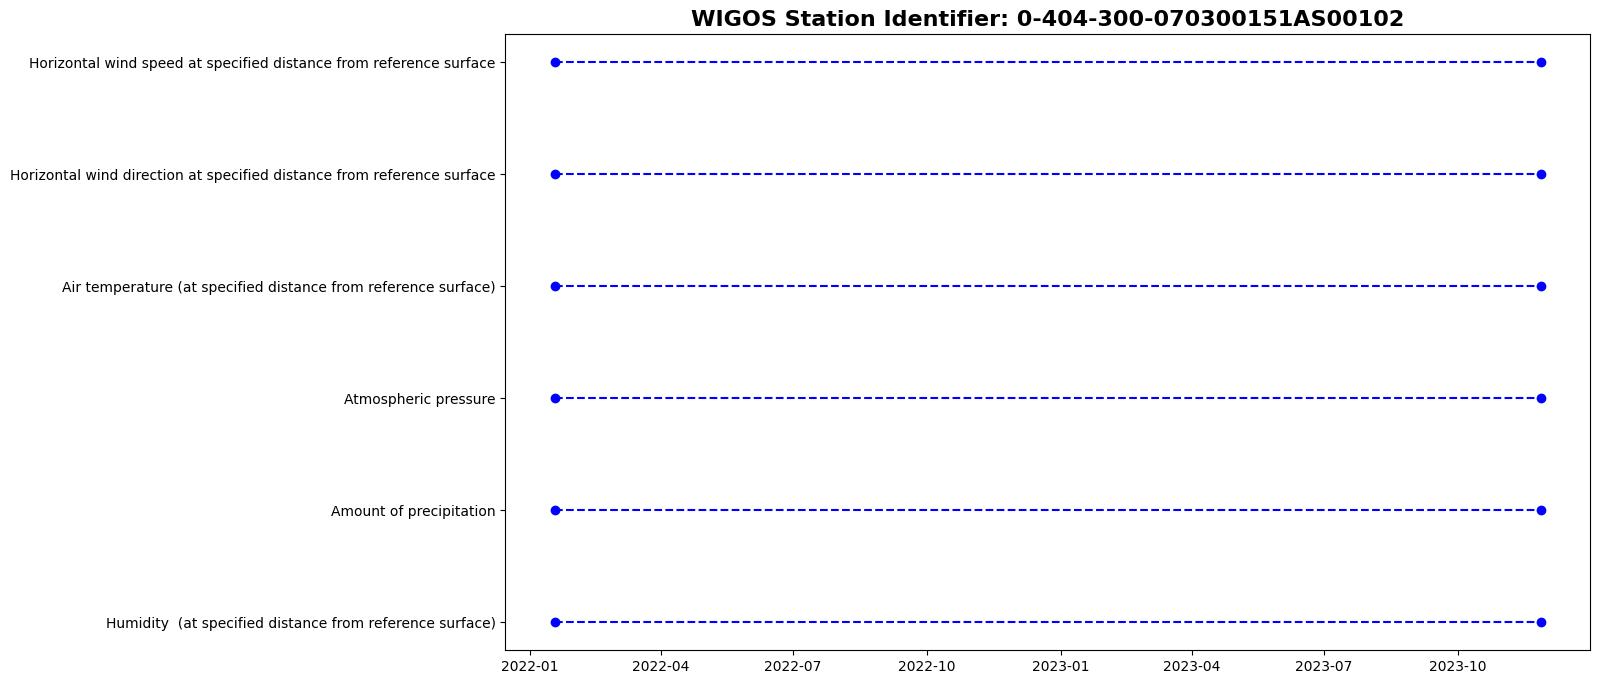 WIGOS Station Identifier: 0-404-300-070300151AS00102
Horizontal wind speed at specified distance from reference surface
Horizontal wind direction at specified distance from reference surface
Air temperature (at specified distance from reference surface)
Atmospheric pressure
Amount of precipitation
Humidity  (at specified distance from reference surface)
2022-01 2022-04 2022-07 2022-10 2023-01 2023-04 2023-07 2023-10